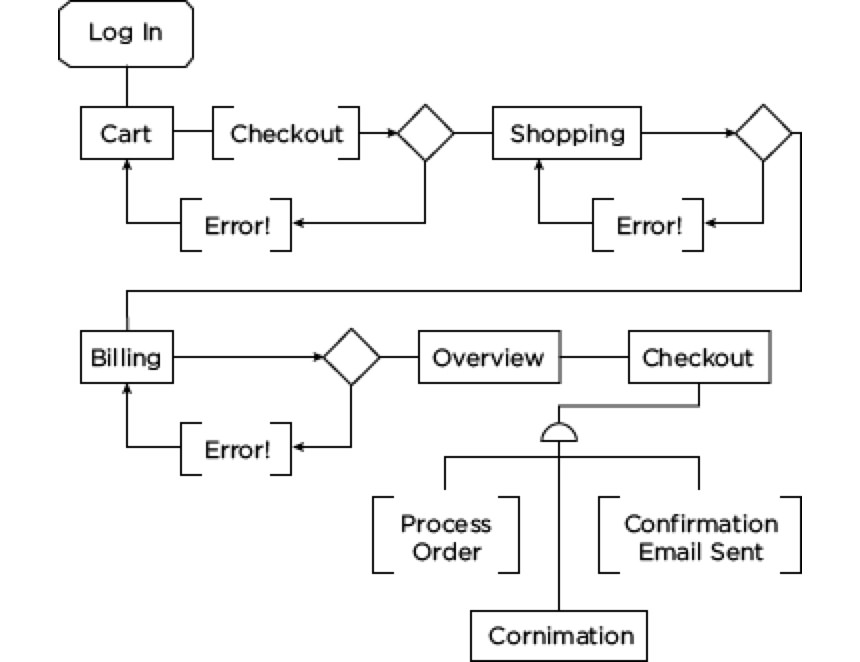 Log In
Cart
Checkout
Shopping
Error!
Error!
Billing
Overview
Checkout
Error!
Process
Order
Confirmation
Email Sent
Cornimation